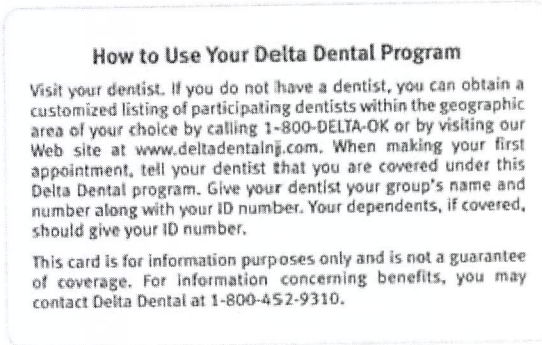 How to Use Your Delta Dental Program
Visit your dentist. If you do not have a dentist, you can obtain a
customized listing of participating dentists within the geographic
area of your choice by calling 1-800-DELTA-OK or by visiting our
Web site at www.deltadentalnj.com. When making your first
appointment, tell your dentist that you are covered under this
Delta Dental program. Give your dentist your group's name and
number along with your ID number. Your dependents, if covered,
should give your ID number.
This card is for information purposes only and is not a guarantee
of coverage. For information concerning benefits, you may
contact Delta Dental at 1-800-452-9310.